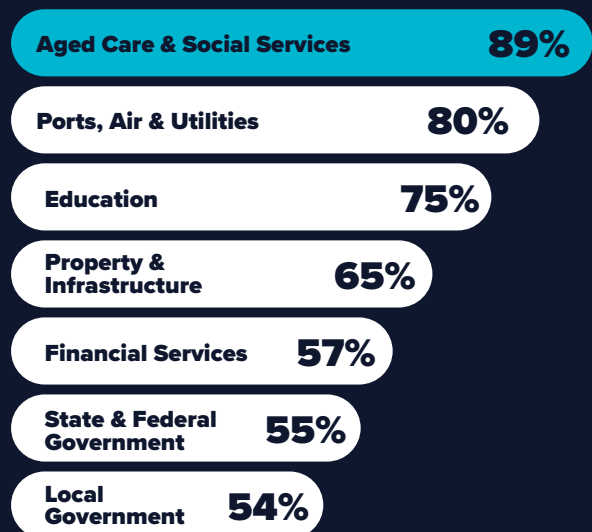 Aged Care & Social Services 89%
Ports, Air & Utilities 80%
Education 75%
Property &
Infrastructure 65%
Financial Services 57%
State & Federal
Government 55%
Local
Government 54%